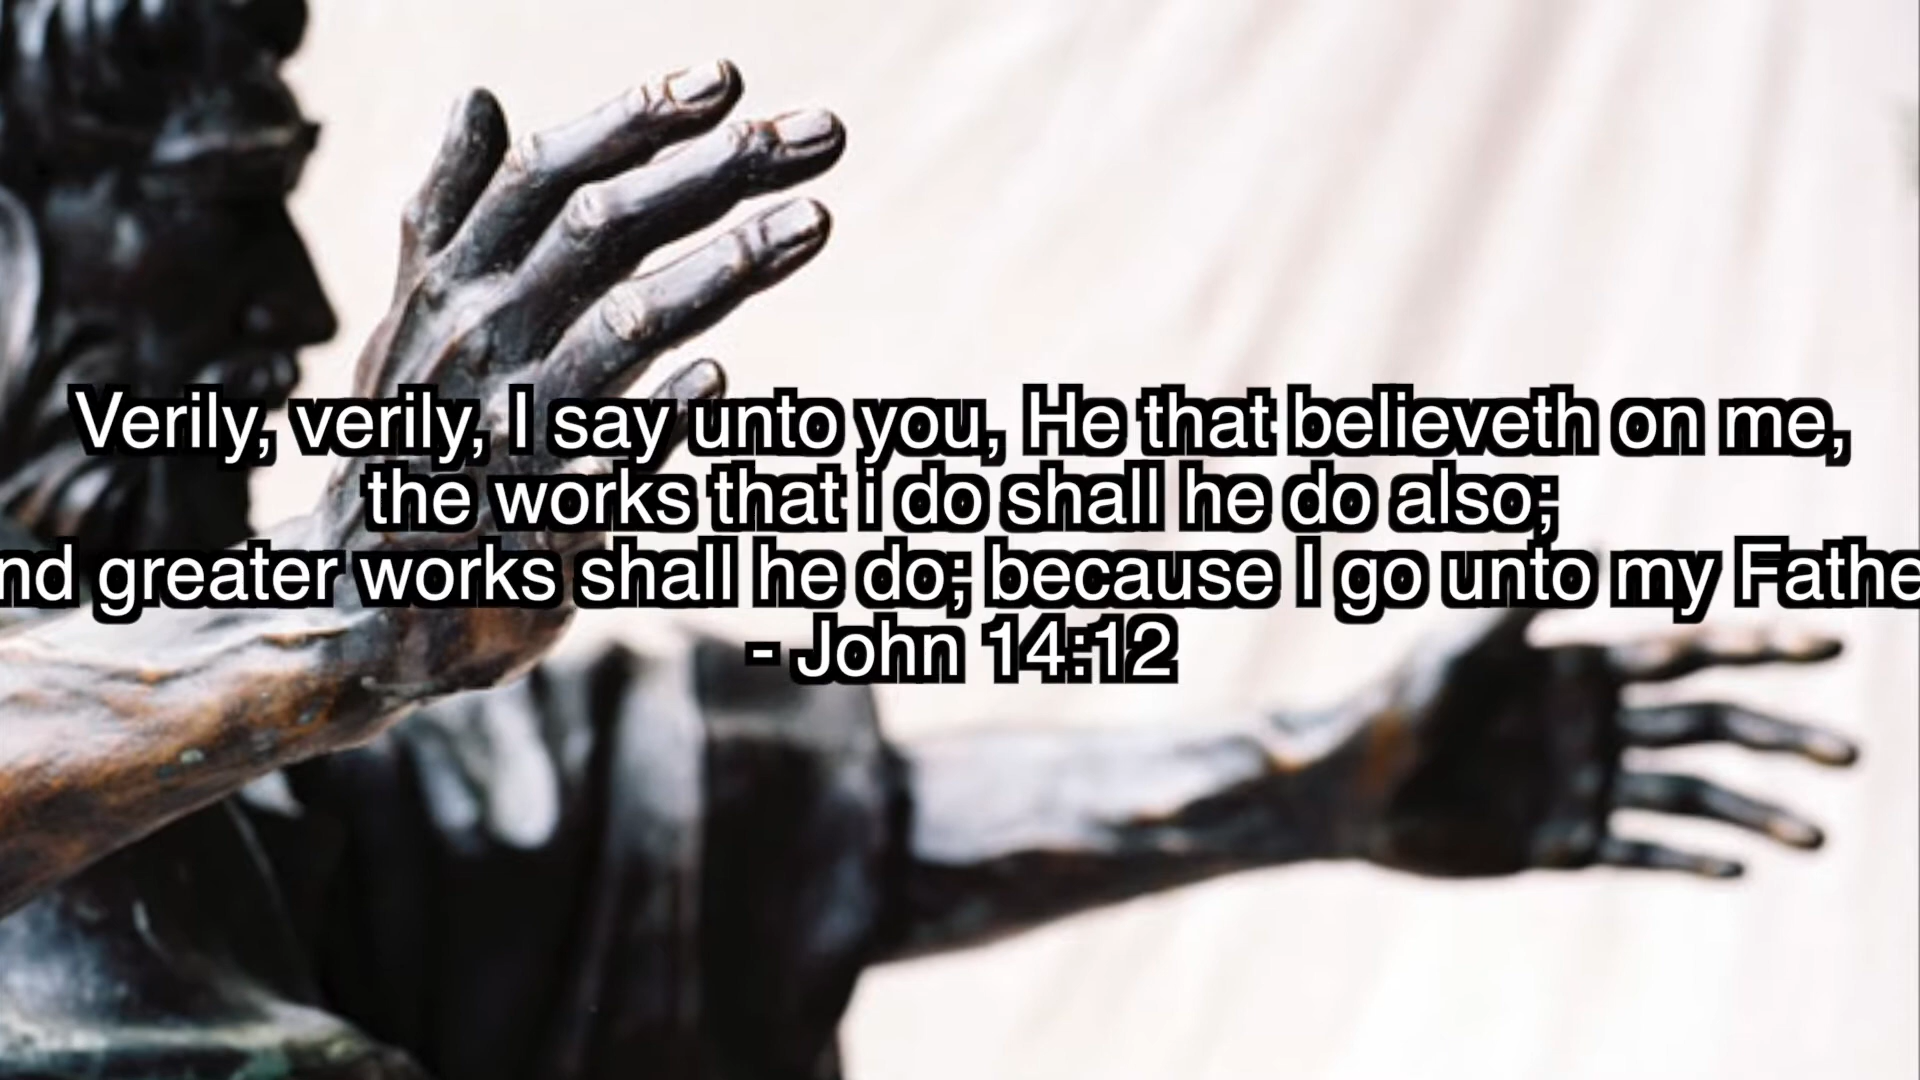 Verily, verily, I say unto you, He that believeth on me,
the works that i do shall he do also;
nd greater works shall he do; because I go unto my Fathe
- John 14:12